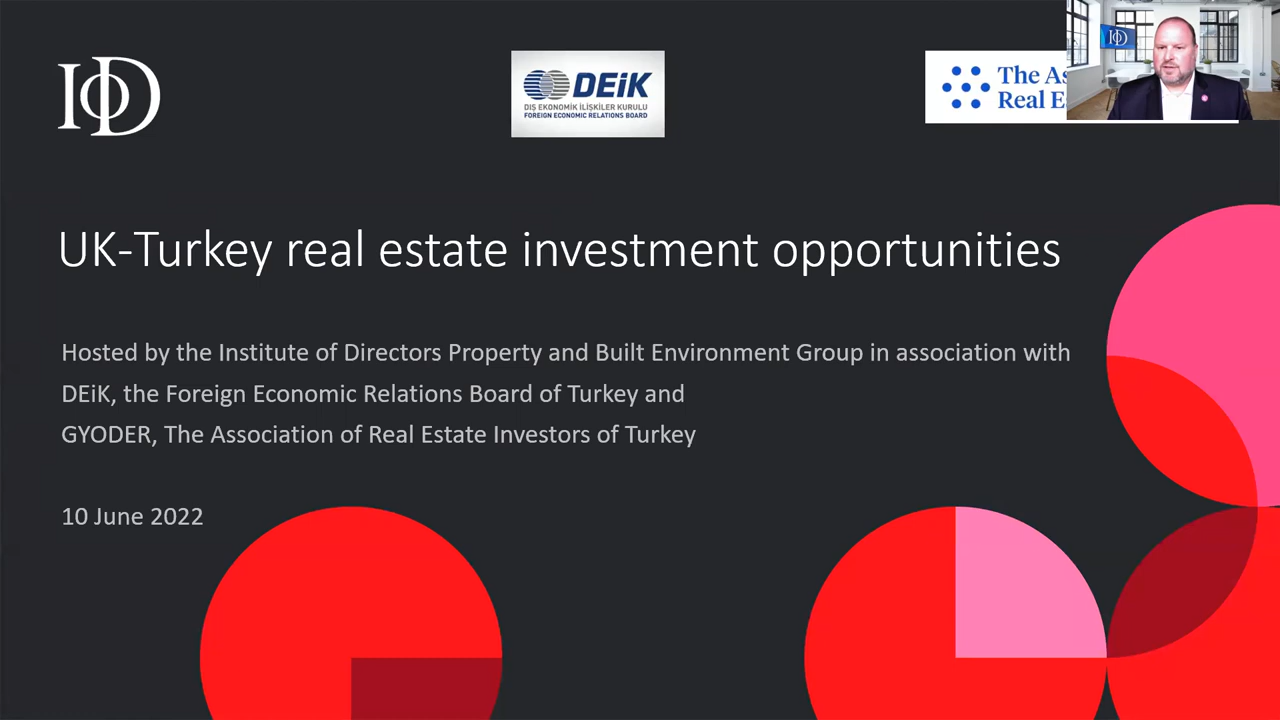 IoD
DEiK
DIŞ EKONOMİK İLİŞKİLER KURULU
FOREIGN ECONOMIC RELATIONS BOARD
The As
Real E
IoD
UK-Turkey real estate investment opportunities
Hosted by the Institute of Directors Property and Built Environment Group in association with
DEiK, the Foreign Economic Relations Board of Turkey and
GYODER, The Association of Real Estate Investors of Turkey
10 June 2022